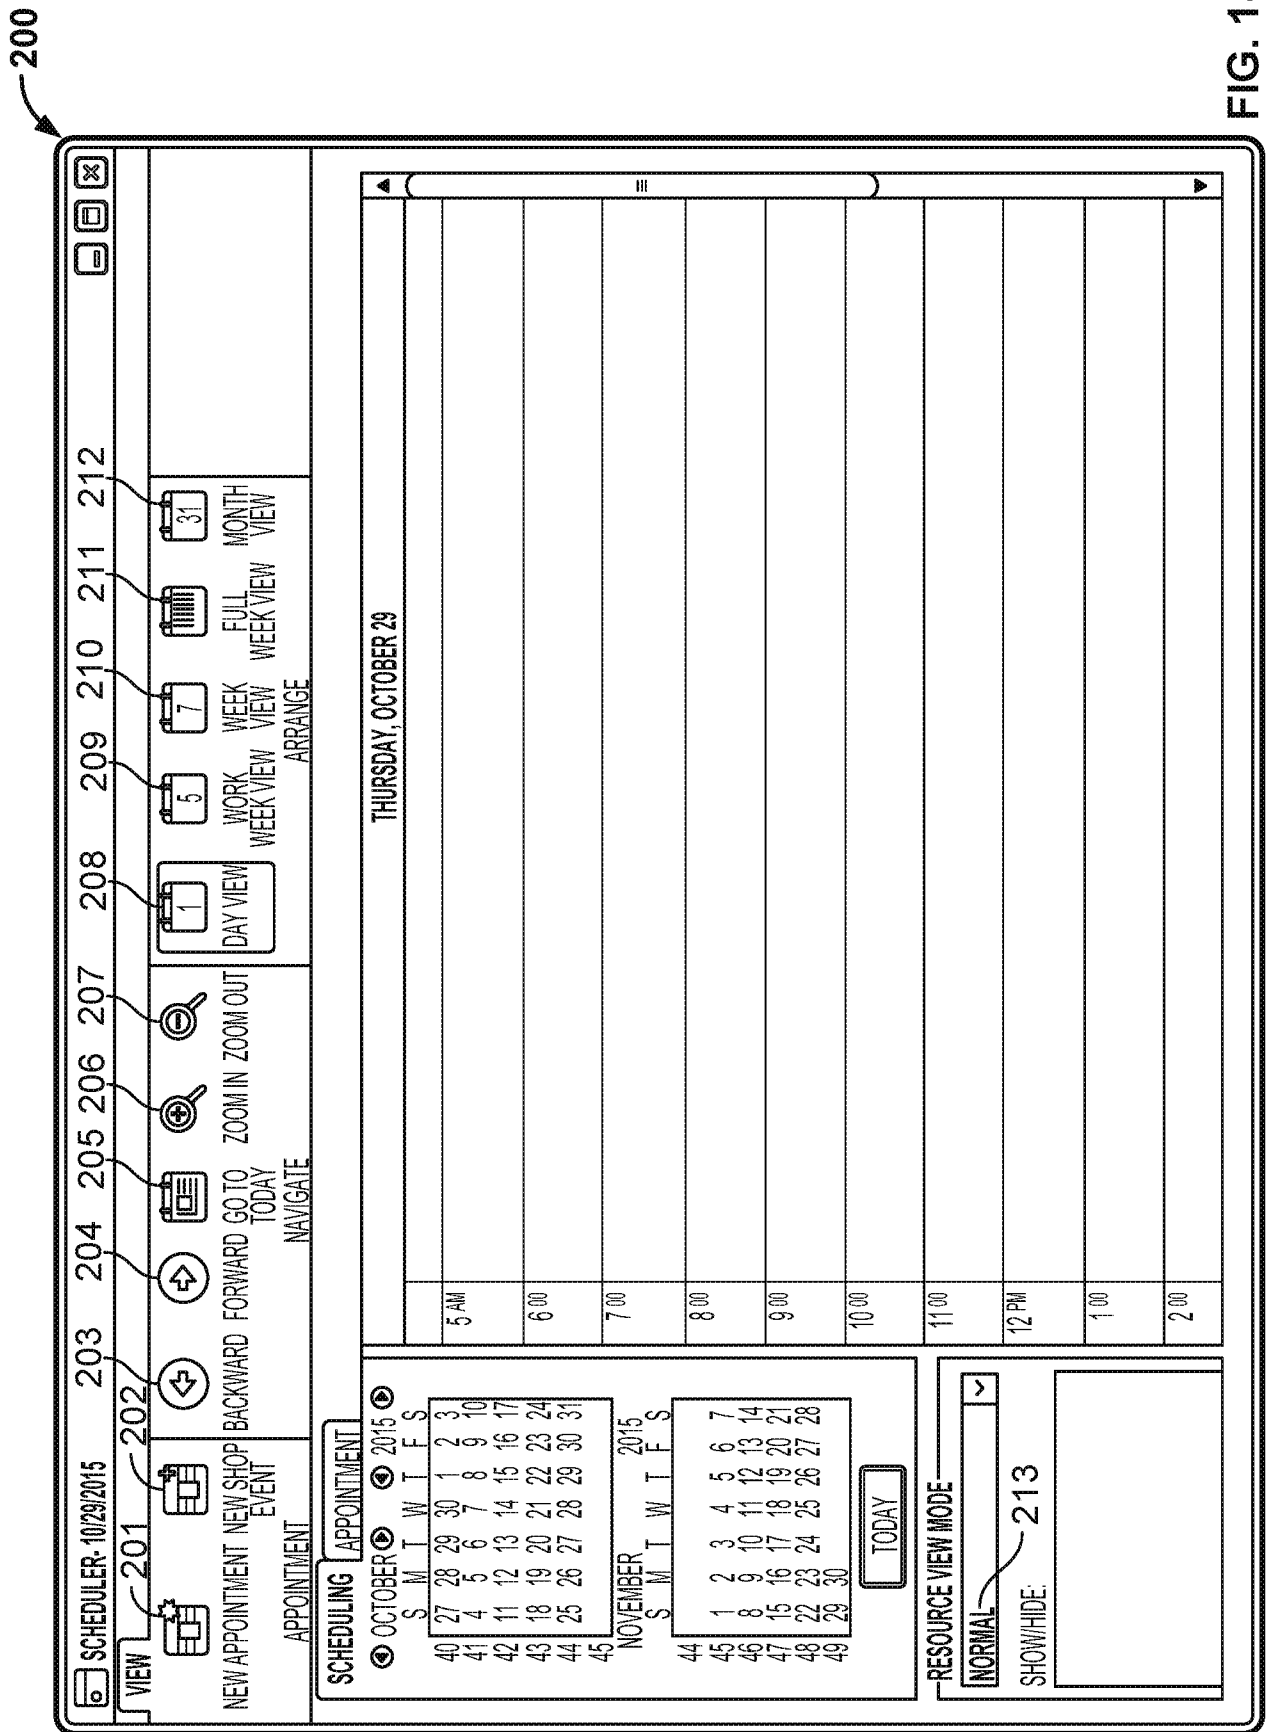 200
SCHEDULER- 10/29/2015
VIEW
201 202 203 204 205 206 207 208 209 210 211 212
1 5 7 31
NEW APPOINTMENT NEW SHOP EVENT BACKWARD FORWARD GO TO TODAY ZOOM IN ZOOM OUT DAY VIEW WORK WEEK VIEW WEEK VIEW FULL WEEK VIEW MONTH VIEW
APPOINTMENT NAVIGATE ARRANGE
SCHEDULING APPOINTMENT
OCTOBER 2015
S M T W T F S
40 27 28 29 30 1 2 3
41 4 5 6 7 8 9 10
42 11 12 13 14 15 16 17
43 18 19 20 21 22 23 24
44 25 26 27 28 29 30 31
45
NOVEMBER 2015
S M T W T F S
44
45 1 2 3 4 5 6 7
46 8 9 10 11 12 13 14
47 15 16 17 18 19 20 21
48 22 23 24 25 26 27 28
49 29 30
TODAY
RESOURCE VIEW MODE
NORMAL
213
SHOW/HIDE:
THURSDAY, OCTOBER 29
5 AM
6 00
7 00
8 00
9 00
10 00
11 00
12 PM
1 00
2 00
FIG.